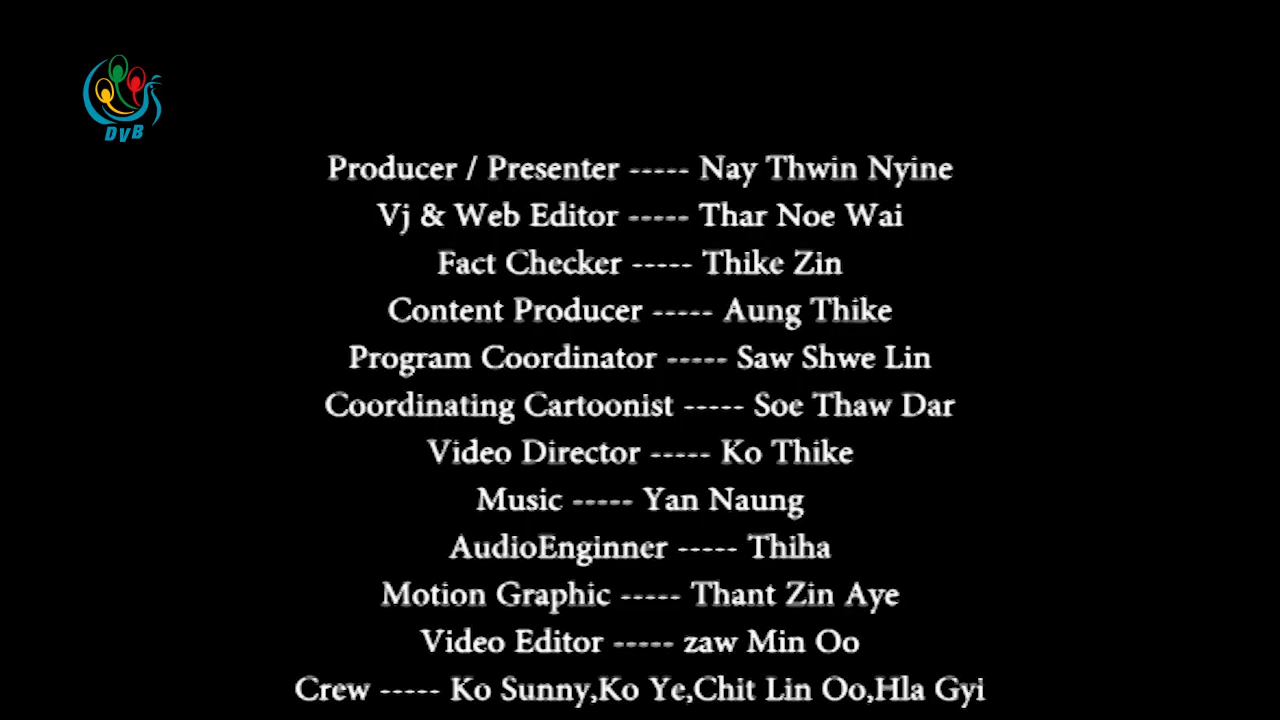 DVB
Producer / Presenter ----- Nay Thwin Nyine
Vj & Web Editor ----- Thar Noe Wai
Fact Checker ----- Thike Zin
Content Producer ----- Aung Thike
Program Coordinator ----- Saw Shwe Lin
Coordinating Cartoonist ----- Soe Thaw Dar
Video Director ----- Ko Thike
Music ----- Yan Naung
AudioEnginner ----- Thiha
Motion Graphic ----- Thant Zin Aye
Video Editor ----- zaw Min Oo
Crew ----- Ko Sunny,Ko Ye,Chit Lin Oo,Hla Gyi